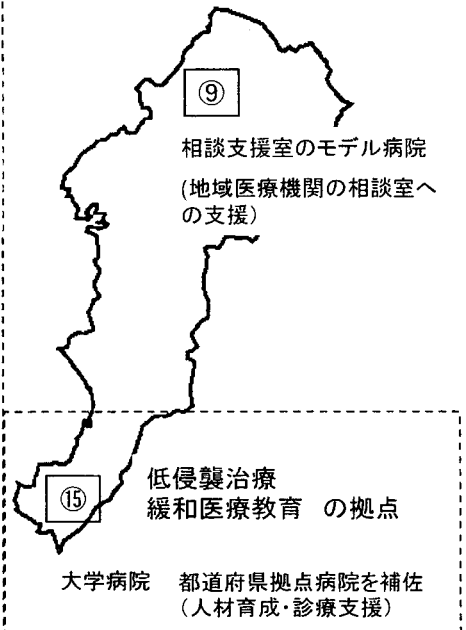 ⑨
相談支援室のモデル病院
(地域医療機関の相談室へ
の支援)
⑮
低侵襲治療
緩和医療教育 の拠点
大学病院 都道府県拠点病院を補佐
(人材育成・診療支援)